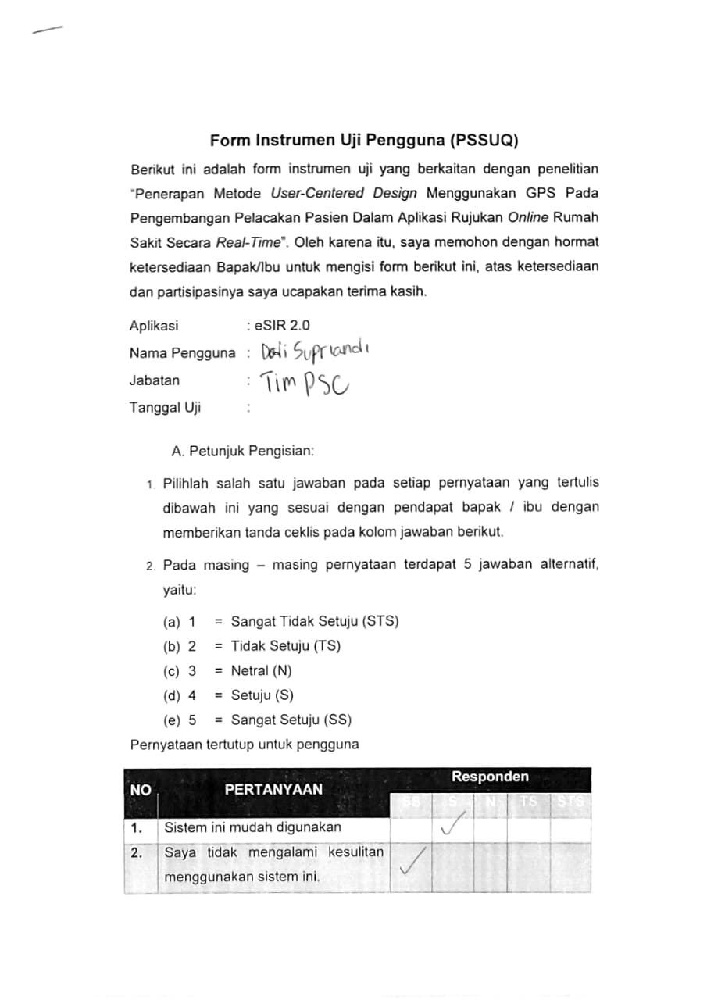 Form Instrumen Uji Pengguna (PSSUQ)
Berikut ini adalah form instrumen uji yang berkaitan dengan penelitian
"Penerapan Metode User-Centered Design Menggunakan GPS Pada
Pengembangan Pelacakan Pasien Dalam Aplikasi Rujukan Online Rumah
Sakit Secara Real-Time". Oleh karena itu, saya memohon dengan hormat
ketersediaan Bapak/Ibu untuk mengisi form berikut ini, atas ketersediaan
dan partisipasinya saya ucapakan terima kasih.
Aplikasi : eSIR 2.0
Nama Pengguna : Supriandi
Jabatan : Tim PSC
Tanggal Uji :
A. Petunjuk Pengisian:
1. Pilihlah salah satu jawaban pada setiap pernyataan yang tertulis
dibawah ini yang sesuai dengan pendapat bapak / ibu dengan
memberikan tanda ceklis pada kolom jawaban berikut.
2. Pada masing – masing pernyataan terdapat 5 jawaban alternatif,
yaitu:
(a) 1 = Sangat Tidak Setuju (STS)
(b) 2 = Tidak Setuju (TS)
(c) 3 = Netral (N)
(d) 4 = Setuju (S)
(e) 5 = Sangat Setuju (SS)
Pernyataan tertutup untuk pengguna
NO PERTANYAAN Responden
SS S N TS STS
1. Sistem ini mudah digunakan ✓
2. Saya tidak mengalami kesulitan ✓
menggunakan sistem ini.